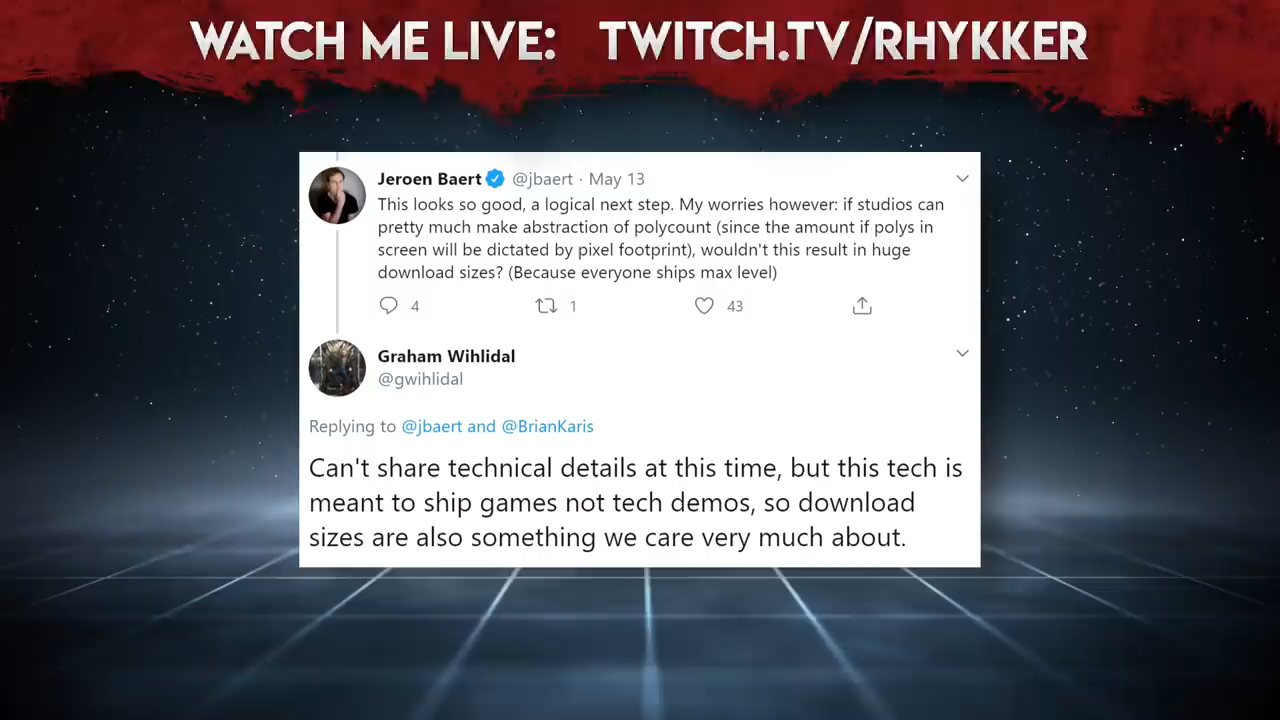 WATCH ME LIVE: TWITCH.TV/RHYKKER
Jeroen Baert @jbaert · May 13
This looks so good, a logical next step. My worries however: if studios can
pretty much make abstraction of polycount (since the amount if polys in
screen will be dictated by pixel footprint), wouldn't this result in huge
download sizes? (Because everyone ships max level)
4 1 43
Graham Wihlidal
@gwihlidal
Replying to @jbaert and @BrianKaris
Can't share technical details at this time, but this tech is
meant to ship games not tech demos, so download
sizes are also something we care very much about.